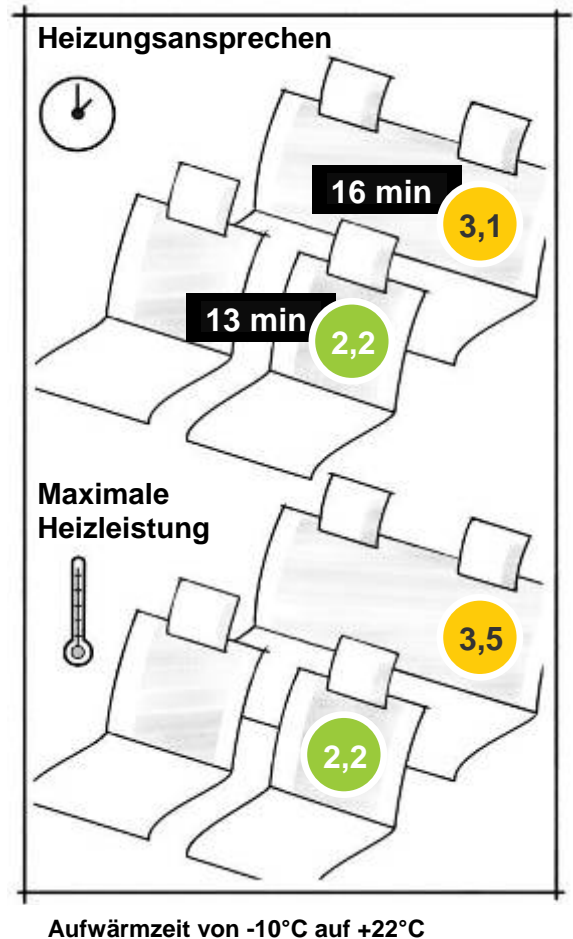 Heizungsansprechen
16 min
3,1
13 min
2,2
Maximale
Heizleistung
3,5
2,2
Aufwärmzeit von -10°C auf +22°C